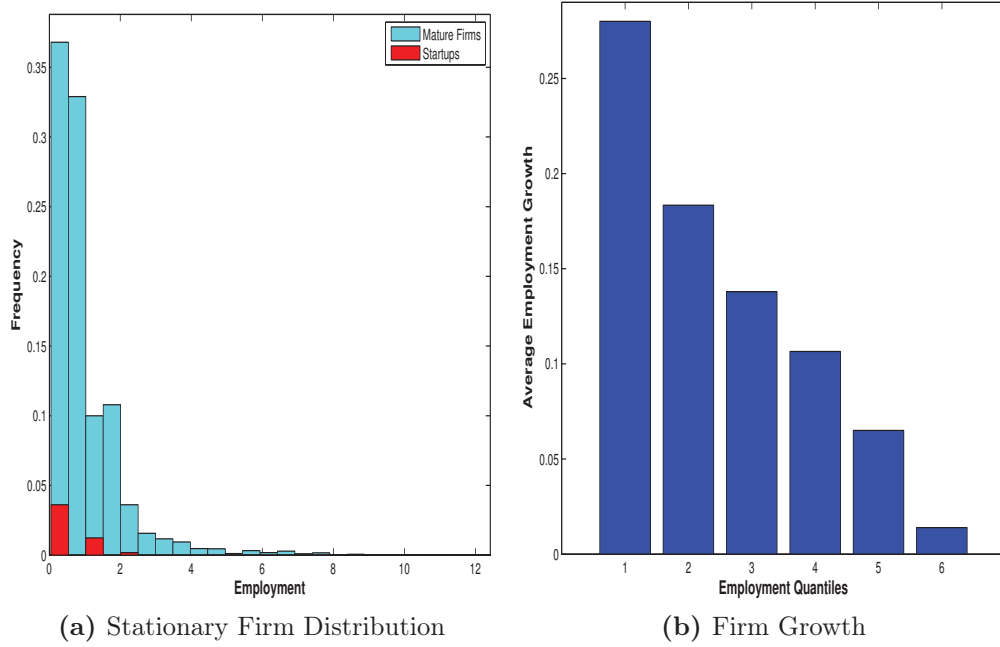 Mature Firms
Startups
0.35
0.3
0.25
0.2
0.15
0.1
0.05
0
Frequency
0 2 4 6 8 10 12
Employment
(a) Stationary Firm Distribution
0.25
0.2
0.15
0.1
0.05
0
Average Employment Growth
1 2 3 4 5 6
Employment Quantiles
(b) Firm Growth